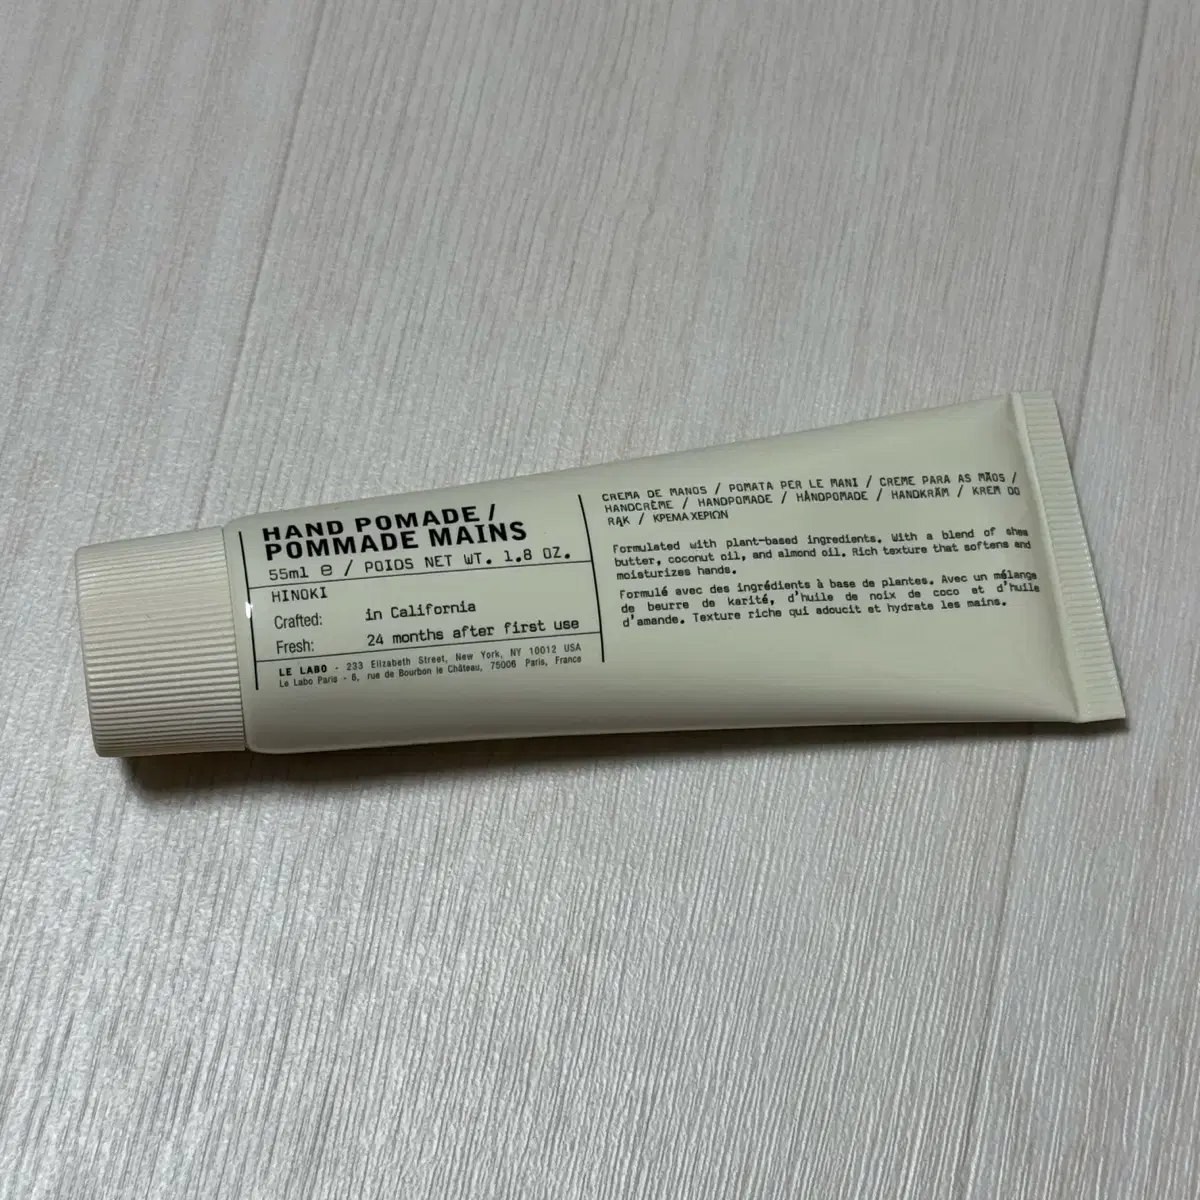 HAND POMADE /
POMMADE MAINS
55ml e / POIDS NET WT. 1.8 OZ.
HINOKI
Crafted: in California
Fresh: 24 months after first use
LE LABO - 233 Elizabeth Street, New York, NY 10012 USA
Le Labo Paris - 6, rue de Bourbon le Château, 75006 Paris, France
CREMA DE MANOS / POMATA PER LE MANI / CREME PARA AS MÃOS /
HANDCRÈME / HANDPOMADE / HÅNDPOMADE / HANDKRÄM / KREM DO
RĄK / ΚΡΕΜΑ ΧΕΡΙΩΝ
Formulated with plant-based ingredients. With a blend of shea
butter, coconut oil, and almond oil. Rich texture that softens and
moisturizes hands.
Formulé avec des ingrédients à base de plantes. Avec un mélange
de beurre de karité, d'huile de noix de coco et d'huile
d'amande. Texture riche qui adoucit et hydrate les mains.